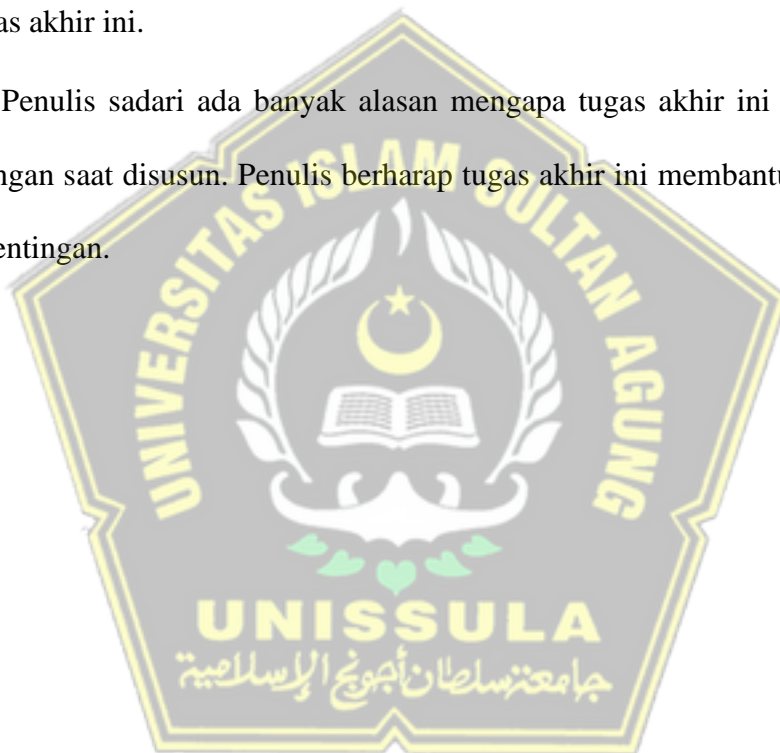 as akhir ini.
Penulis sadari ada banyak alasan mengapa tugas akhir ini
ngan saat disusun. Penulis berharap tugas akhir ini membantu
entingan.
UNIVERSITAS ISLAM SULTAN AGUNG
UNISSULA
جامعة سلطان أجونج الإسلامية